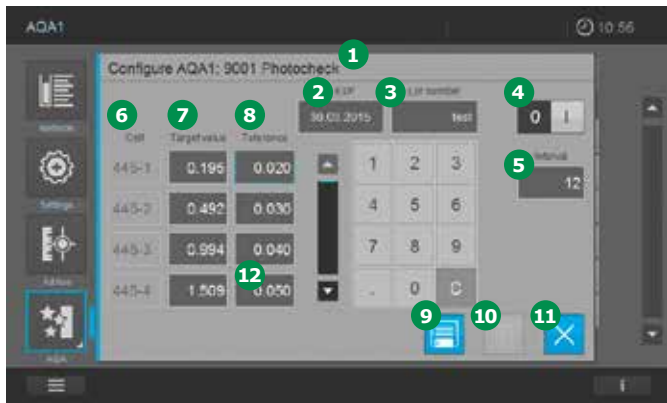 AQA1
10:56
Configure AQA1: 9001 Photocheck
1
2
3
Lot number
4
30.03.2015
test
0 I
6
7
8
Cell
Target value
Tolerance
5
Interval
12
445-1 0.195 0.020
1 2 3
Settings
445-2 0.492 0.030
4 5 6
445-3 0.994 0.040
7 8 9
12
445-4 1.509 0.050
. 0 C
9
10
11
AQA
i